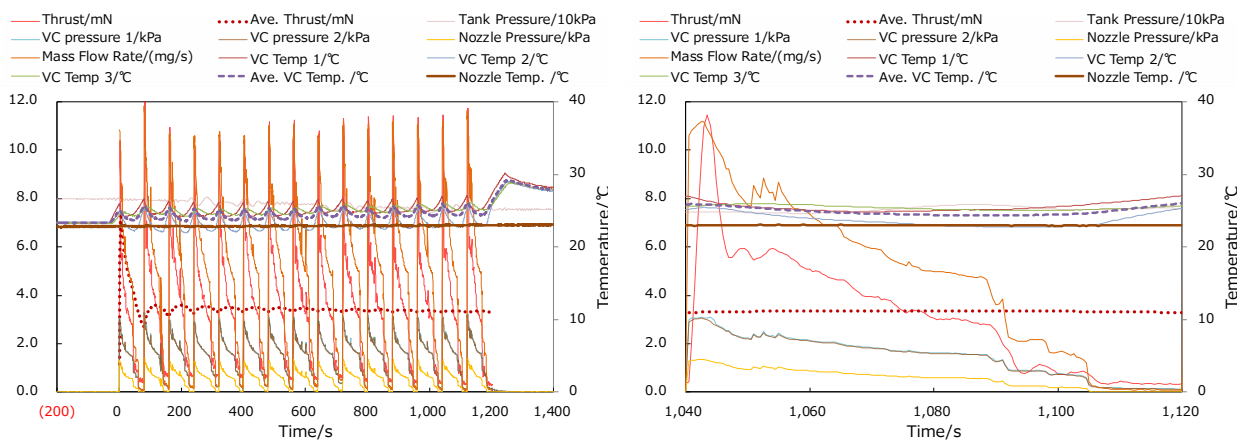 Thrust/mN Ave. Thrust/mN Tank Pressure/10kPa
VC pressure 1/kPa VC pressure 2/kPa Nozzle Pressure/kPa
Mass Flow Rate/(mg/s) VC Temp 1/℃ VC Temp 2/℃
VC Temp 3/℃ Ave. VC Temp. /℃ Nozzle Temp. /℃
12.0 40
10.0
30
8.0
6.0 20
4.0
10
2.0
0.0 0
Temperature/℃
(200) 0 200 400 600 800 1,000 1,200 1,400
Time/s
Thrust/mN Ave. Thrust/mN Tank Pressure/10kPa
VC pressure 1/kPa VC pressure 2/kPa Nozzle Pressure/kPa
Mass Flow Rate/(mg/s) VC Temp 1/℃ VC Temp 2/℃
VC Temp 3/℃ Ave. VC Temp. /℃ Nozzle Temp. /℃
12.0 40
10.0
30
8.0
6.0 20
4.0
10
2.0
0.0 0
Temperature/℃
1,040 1,060 1,080 1,100 1,120
Time/s